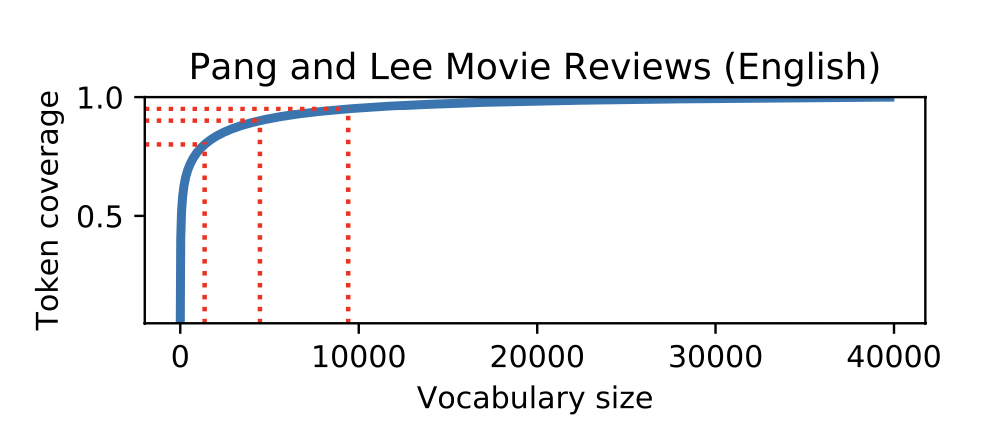 Pang and Lee Movie Reviews (English)
Token coverage
1.0
0.5
0 10000 20000 30000 40000
Vocabulary size